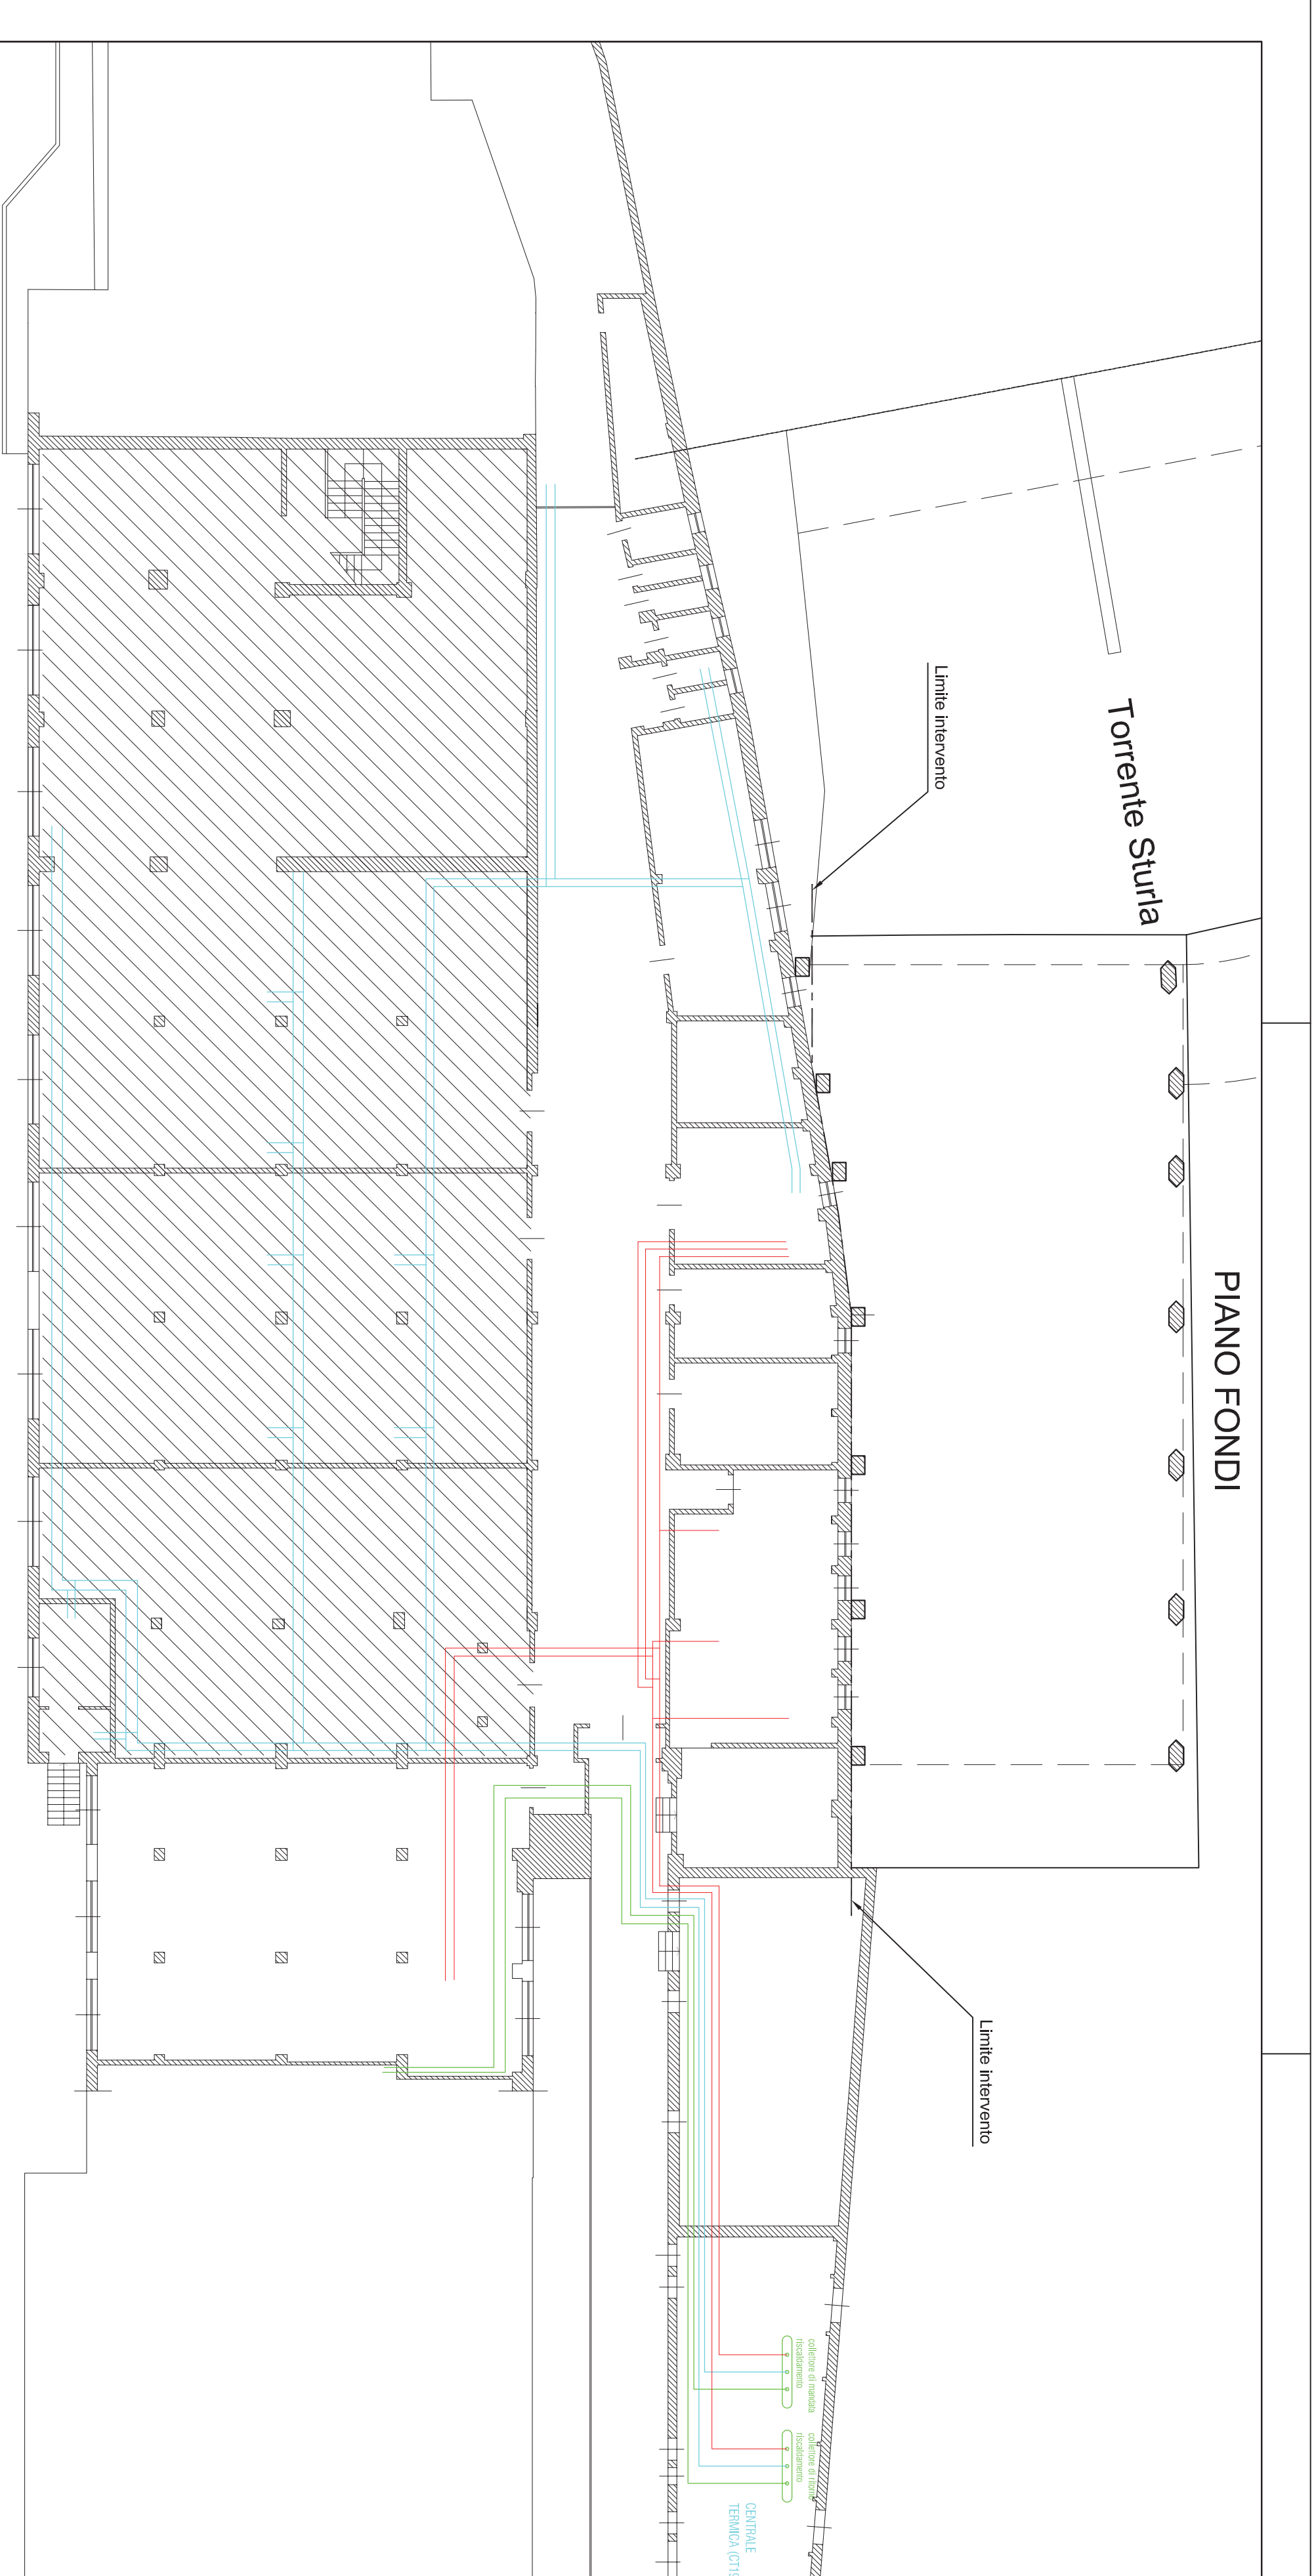 PIANO FONDI
Torrente Sturla
Limite intervento
Limite intervento
collettore di mandata
riscaldamento
collettore di ritorno
riscaldamento
CENTRALE
TERMICA